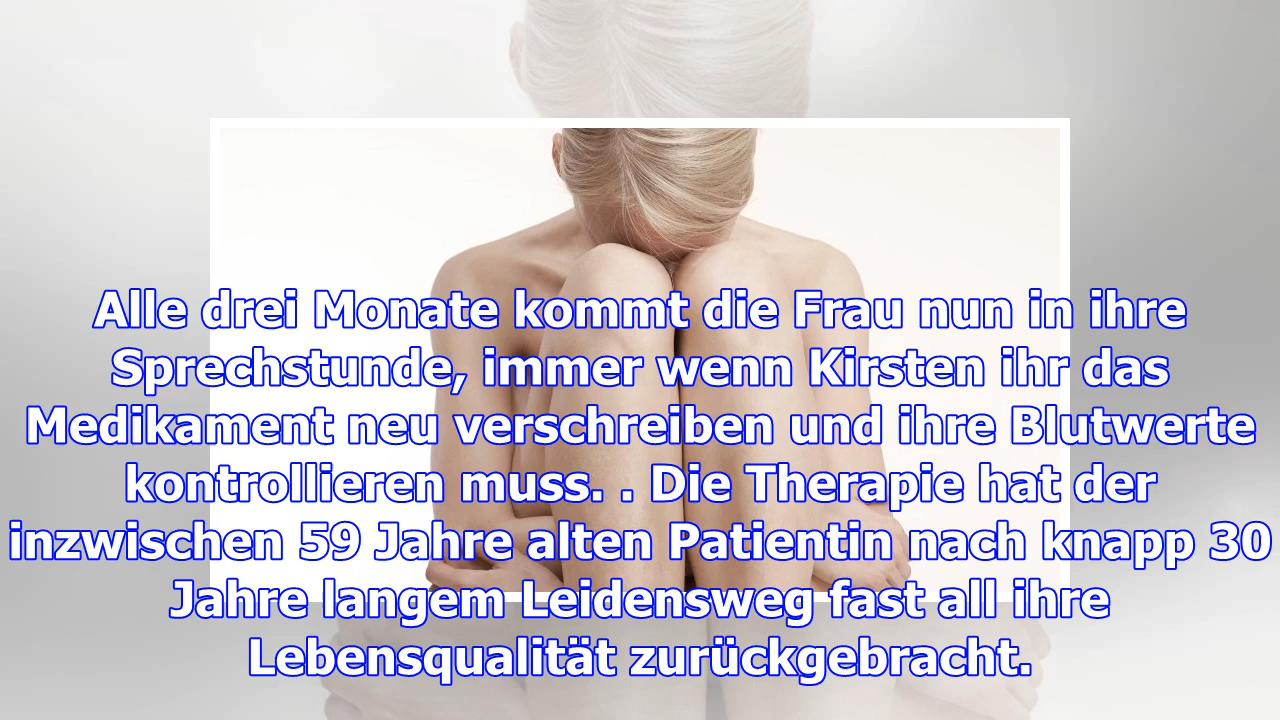 Alle drei Monate kommt die Frau nun in ihre
Sprechstunde, immer wenn Kirsten ihr das
Medikament neu verschreiben und ihre Blutwerte
kontrollieren muss. . Die Therapie hat der
inzwischen 59 Jahre alten Patientin nach knapp 30
Jahre langem Leidensweg fast all ihre
Lebensqualität zurückgebracht.